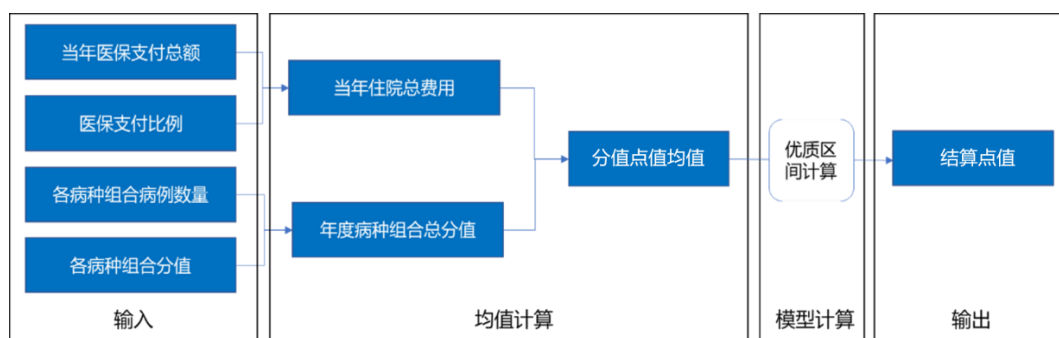 当年医保支付总额
医保支付比例
各病种组合病例数量
各病种组合分值
输入
当年住院总费用
年度病种组合总分值
分值点值均值
均值计算
优质区
间计算
模型计算
结算点值
输出